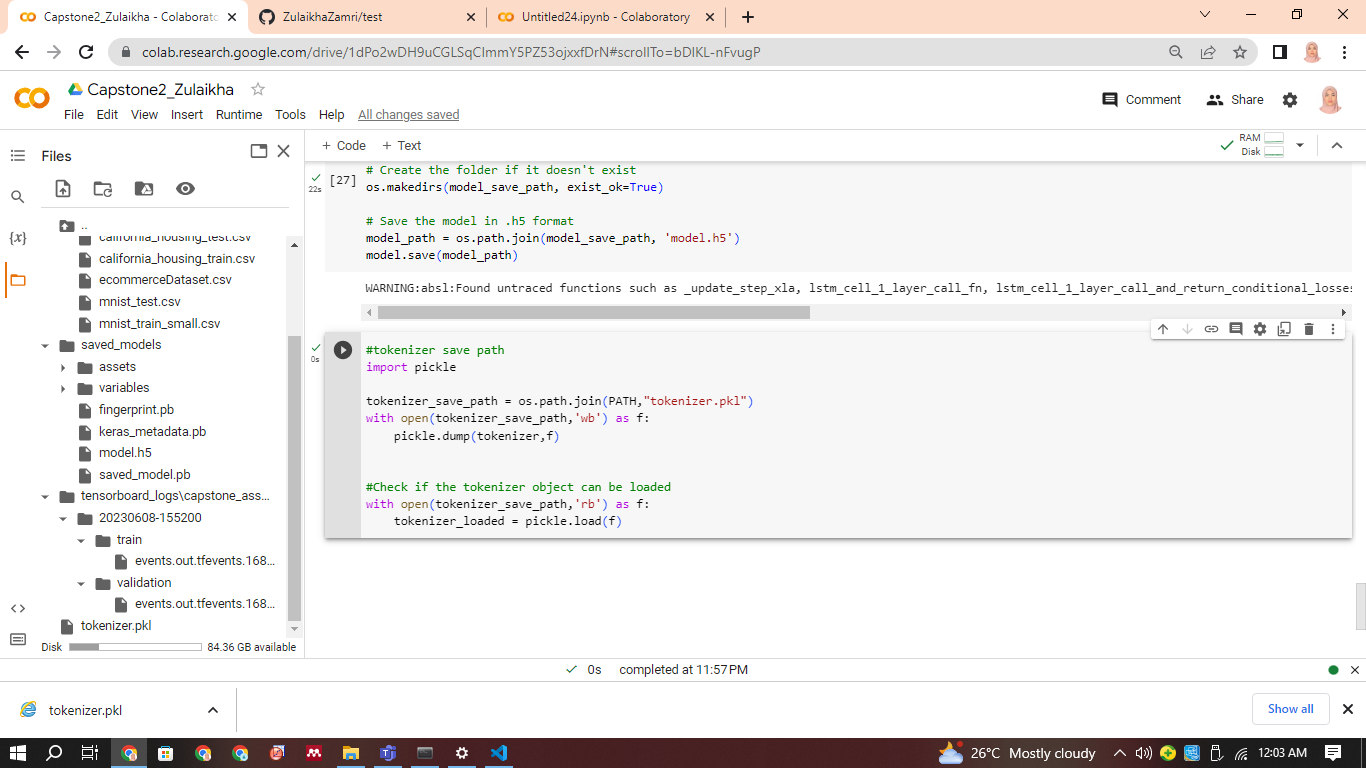 Capstone2_Zulaikha - Colaborato
ZulaikhaZamri/test
Untitled24.ipynb - Colaboratory
colab.research.google.com/drive/1dPo2wDH9uCGLSqClmmY5PZ53ojxxfDrN#scrollTo=bDIKL-nFvugP
Capstone2_Zulaikha
File Edit View Insert Runtime Tools Help All changes saved
Comment
Share
Files
+ Code + Text
RAM
Disk
..
california_housing_test.csv
california_housing_train.csv
ecommerceDataset.csv
mnist_test.csv
mnist_train_small.csv
saved_models
assets
variables
fingerprint.pb
keras_metadata.pb
model.h5
saved_model.pb
tensorboard_logs\capstone_ass...
20230608-155200
train
events.out.tfevents.168...
validation
events.out.tfevents.168...
tokenizer.pkl
Disk
84.36 GB available
{x}
<>
22s
[27]
# Create the folder if it doesn't exist
os.makedirs(model_save_path, exist_ok=True)
# Save the model in .h5 format
model_path = os.path.join(model_save_path, 'model.h5')
model.save(model_path)
WARNING:absl:Found untraced functions such as _update_step_xla, lstm_cell_1_layer_call_fn, lstm_cell_1_layer_call_and_return_conditional_losses
0s
#tokenizer save path
import pickle
tokenizer_save_path = os.path.join(PATH,"tokenizer.pkl")
with open(tokenizer_save_path,'wb') as f:
pickle.dump(tokenizer,f)
#Check if the tokenizer object can be loaded
with open(tokenizer_save_path,'rb') as f:
tokenizer_loaded = pickle.load(f)
0s completed at 11:57 PM
tokenizer.pkl
Show all
26°C Mostly cloudy
12:03 AM